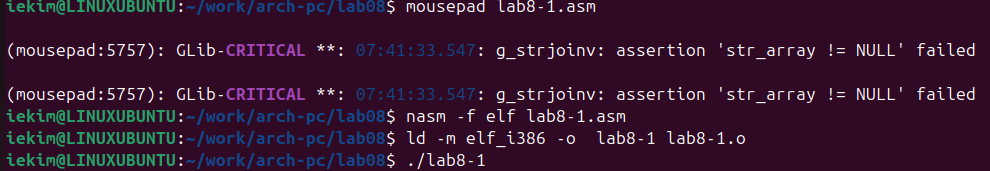 iekim@LINUXUBUNTU:~/work/arch-pc/lab08$ mousepad lab8-1.asm
(mousepad:5757): GLib-CRITICAL **: 07:41:33.547: g_strjoinv: assertion 'str_array != NULL' failed
(mousepad:5757): GLib-CRITICAL **: 07:41:33.547: g_strjoinv: assertion 'str_array != NULL' failed
iekim@LINUXUBUNTU:~/work/arch-pc/lab08$ nasm -f elf lab8-1.asm
iekim@LINUXUBUNTU:~/work/arch-pc/lab08$ ld -m elf_i386 -o  lab8-1 lab8-1.o
iekim@LINUXUBUNTU:~/work/arch-pc/lab08$ ./lab8-1